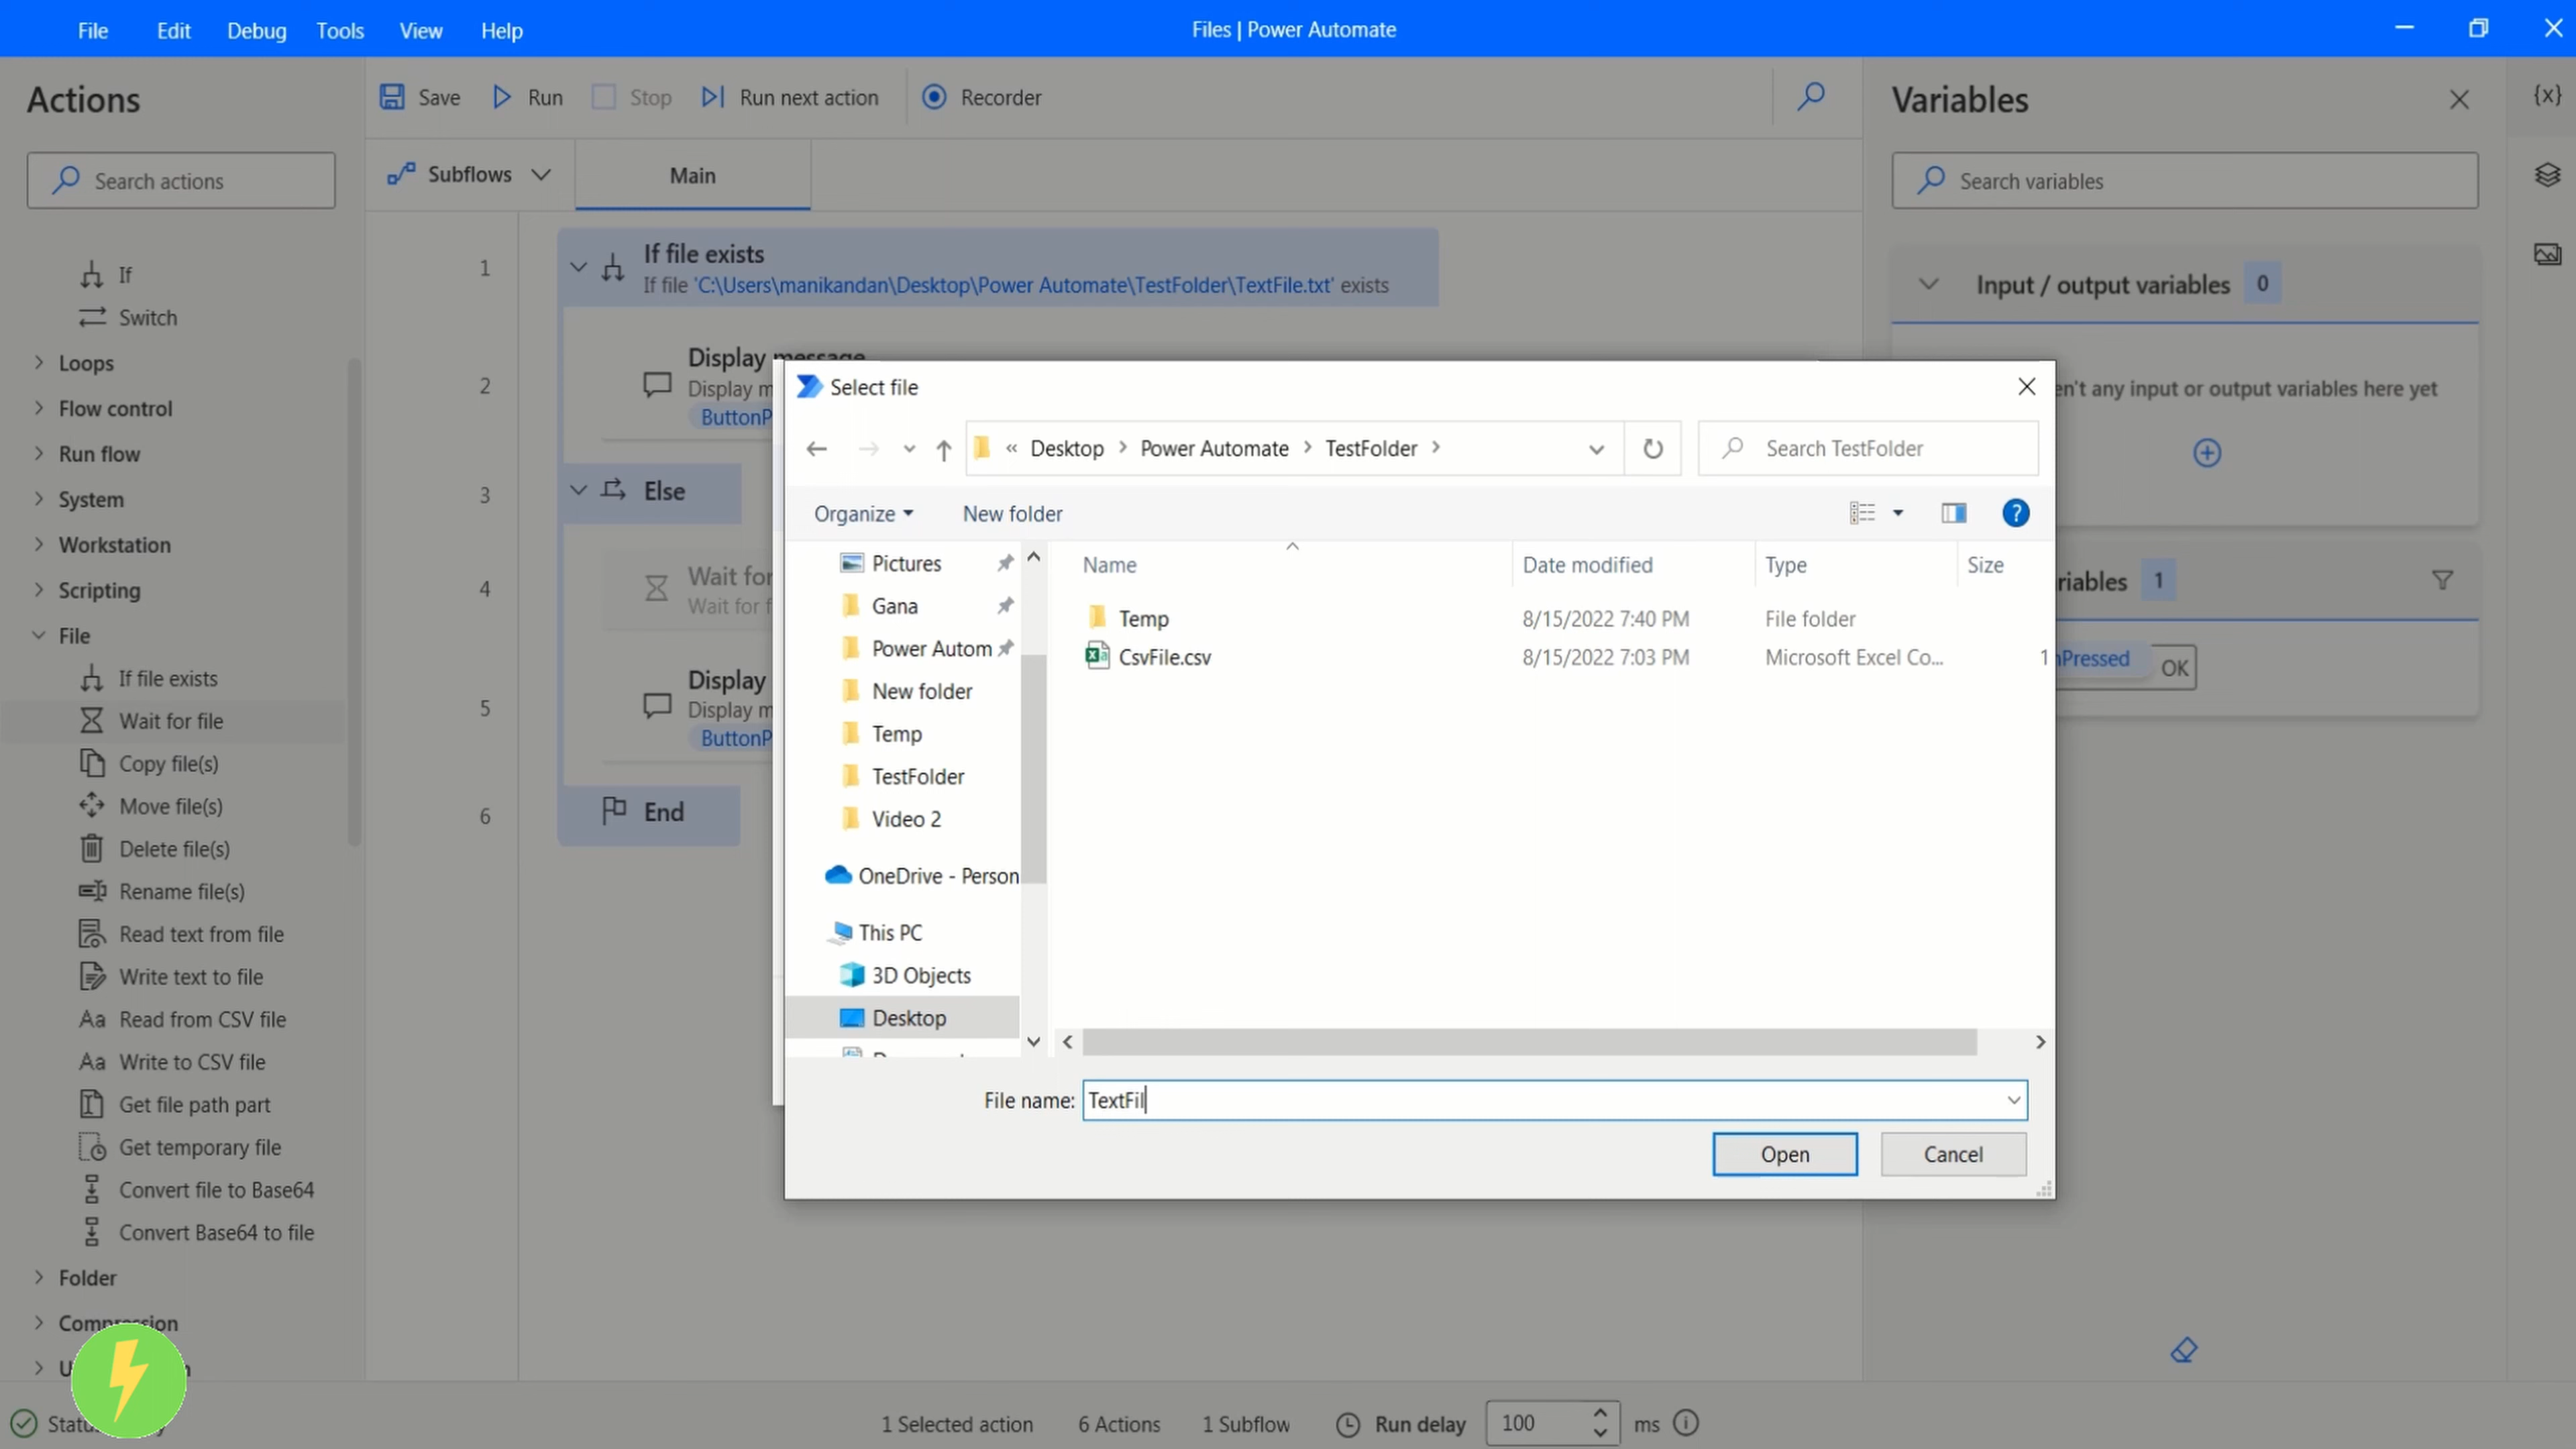 File Edit Debug Tools View Help
Files | Power Automate
Actions
Save Run Stop Run next action Recorder
Variables
{x}
Search actions
Subflows Main
Search variables
If
Switch
Loops
Flow control
Run flow
System
Workstation
Scripting
File
If file exists
Wait for file
Copy file(s)
Move file(s)
Delete file(s)
Rename file(s)
Read text from file
Write text to file
Read from CSV file
Write to CSV file
Get file path part
Get temporary file
Convert file to Base64
Convert Base64 to file
Folder
1
If file exists
If file 'C:\Users\manikandan\Desktop\Power Automate\TestFolder\TextFile.txt' exists
2
Display message
Display m
ButtonP
3
Else
4
Wait for
Wait for f
5
Display
Display m
ButtonP
6
End
Select file
« Desktop > Power Automate > TestFolder >
Search TestFolder
Organize New folder
?
Pictures
Gana
Power Autom
New folder
Temp
TestFolder
Video 2
OneDrive - Person
This PC
3D Objects
Desktop
Name Date modified Type Size
Temp 8/15/2022 7:40 PM File folder
CsvFile.csv 8/15/2022 7:03 PM Microsoft Excel Co... 1
File name: TextFil
Open Cancel
Input / output variables 0
en't any input or output variables here yet
riables 1
nPressed OK
1 Selected action 6 Actions 1 Subflow Run delay 100 ms